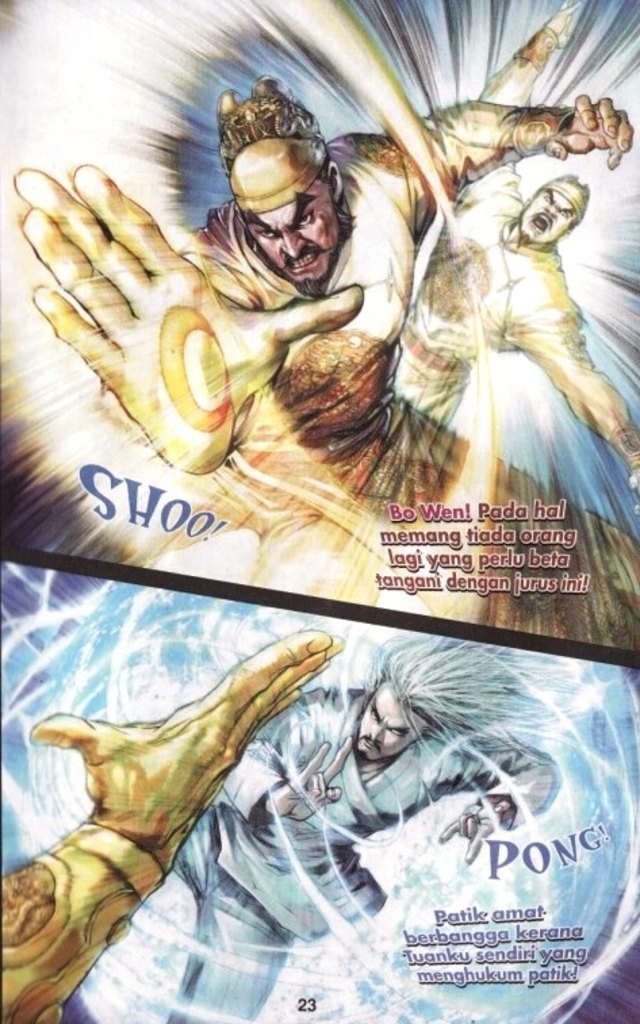 SHOO!
Bo Wen! Pada hal
memang tiada orang
lagi yang perlu beta
tangani dengan jurus ini!
PONG!
Patik amat
berbangga kerana
Tuanku sendiri yang
menghukum patik!
23